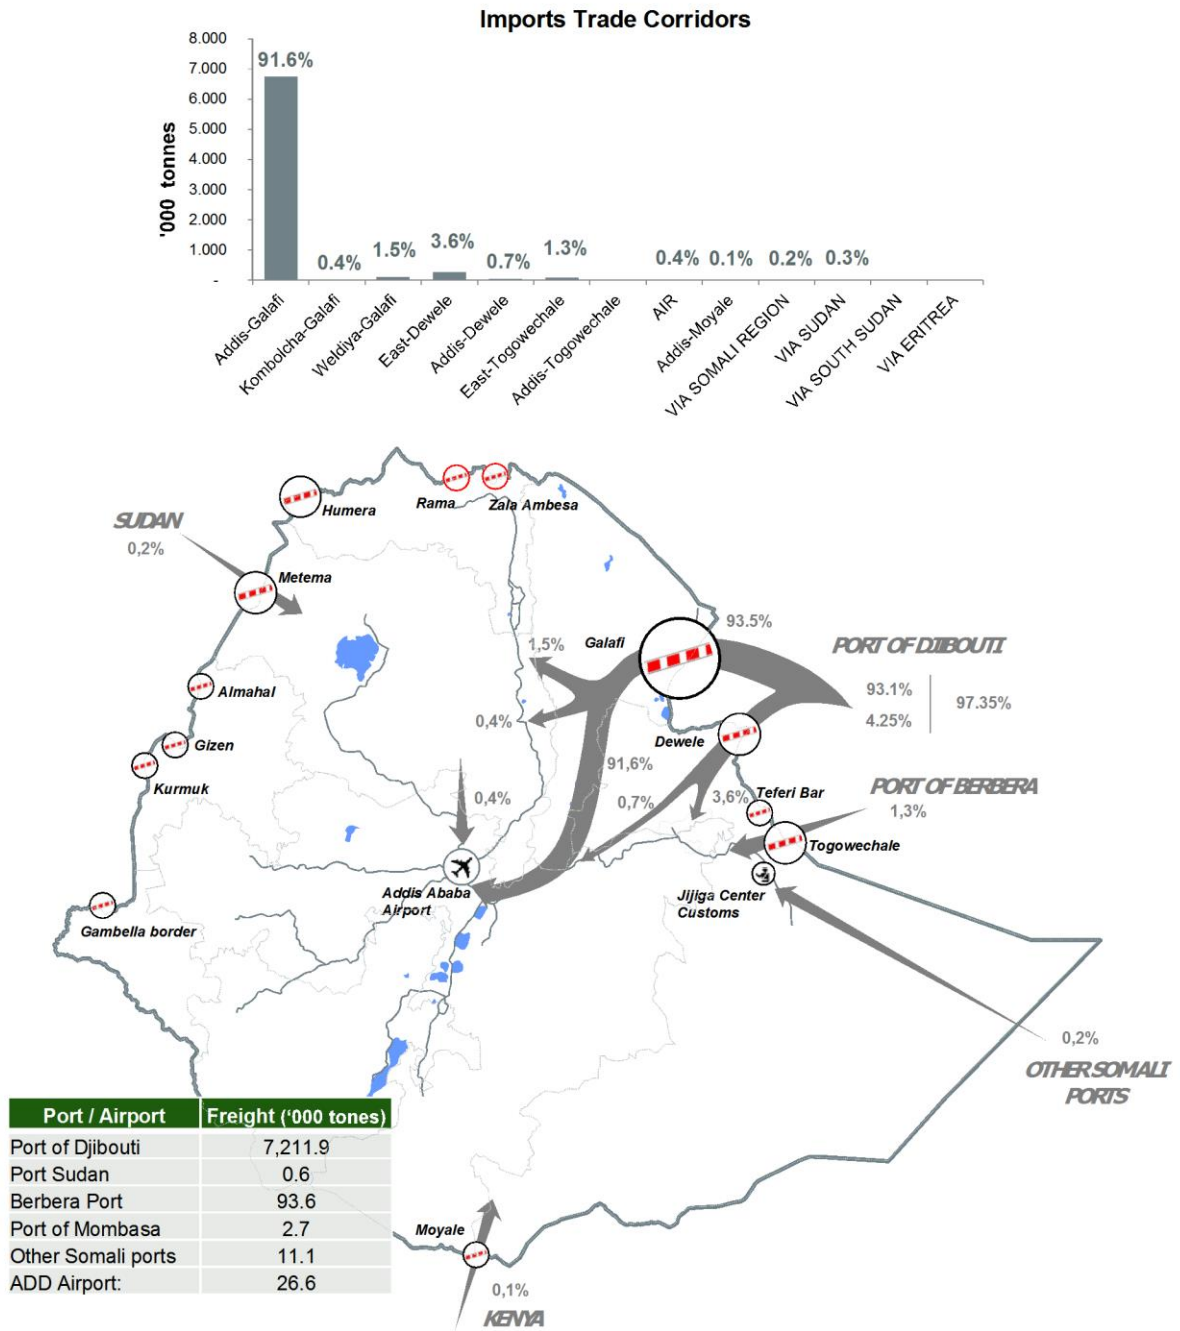 Imports Trade Corridors
'000 tonnes
8.000
7.000
6.000
5.000
4.000
3.000
2.000
1.000
-
91.6%
0.4%
1.5%
3.6%
0.7%
1.3%
0.4%
0.1%
0.2%
0.3%
Addis-Galafi
Kombolcha-Galafi
Weldiya-Galafi
East-Dewele
Addis-Dewele
East-Togowechale
Addis-Togowechale
AIR
Addis-Moyale
VIA SOMALI REGION
VIA SUDAN
VIA SOUTH SUDAN
VIA ERITREA
Rama
Zala Ambesa
Humera
SUDAN
0,2%
Metema
Galafi
93.5%
1,5%
PORT OF DJIBOUTI
93.1%
4.25%
97.35%
Almahal
0,4%
Dewele
Gizen
Kurmuk
91,6%
0,7%
3,6%
0,4%
Teferi Bar
PORT OF BERBERA
1,3%
Togowechale
Addis Ababa
Airport
Jijiga Center
Customs
Gambella border
0,2%
OTHER SOMALI
PORTS
Port / Airport Freight ('000 tones)
Port of Djibouti 7,211.9
Port Sudan 0.6
Berbera Port 93.6
Port of Mombasa 2.7
Other Somali ports 11.1
ADD Airport: 26.6
Moyale
0,1%
KENYA